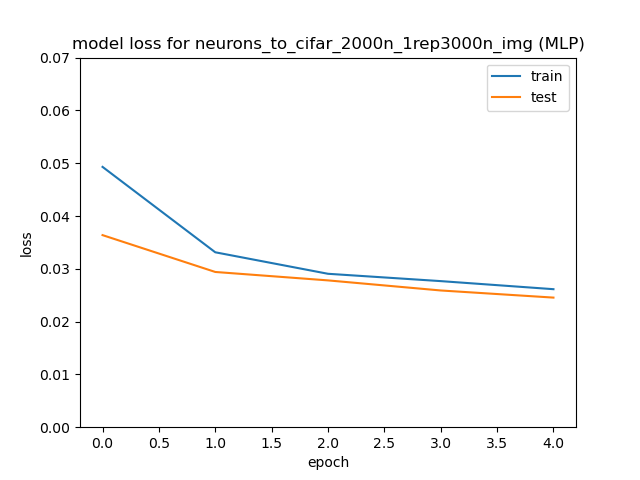 model loss for neurons_to_cifar_2000n_1rep3000n_img (MLP)
train
test
loss
0.07
0.06
0.05
0.04
0.03
0.02
0.01
0.00
0.0 0.5 1.0 1.5 2.0 2.5 3.0 3.5 4.0
epoch